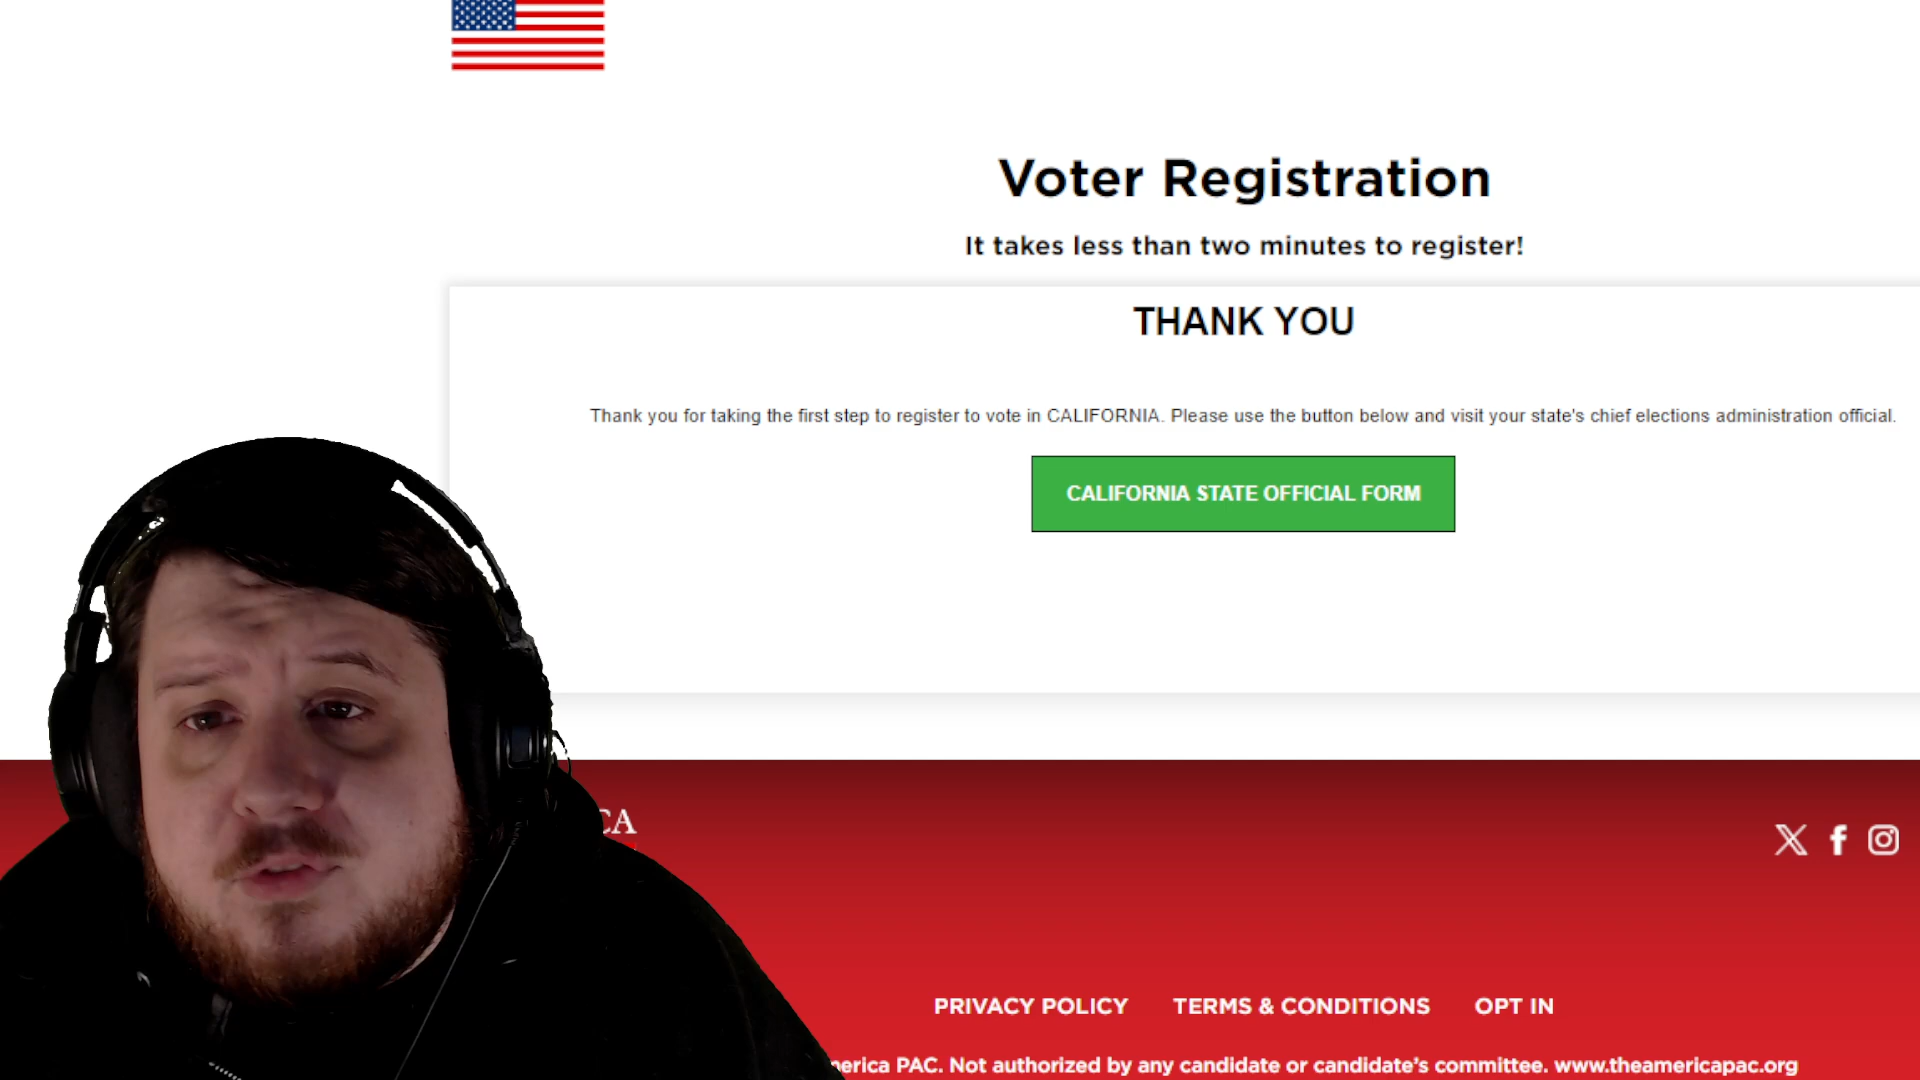 Voter Registration
It takes less than two minutes to register!
THANK YOU
Thank you for taking the first step to register to vote in CALIFORNIA. Please use the button below and visit your state's chief elections administration official.
CALIFORNIA STATE OFFICIAL FORM
CA
PRIVACY POLICY TERMS & CONDITIONS OPT IN
merica PAC. Not authorized by any candidate or candidate's committee. www.theamericapac.org